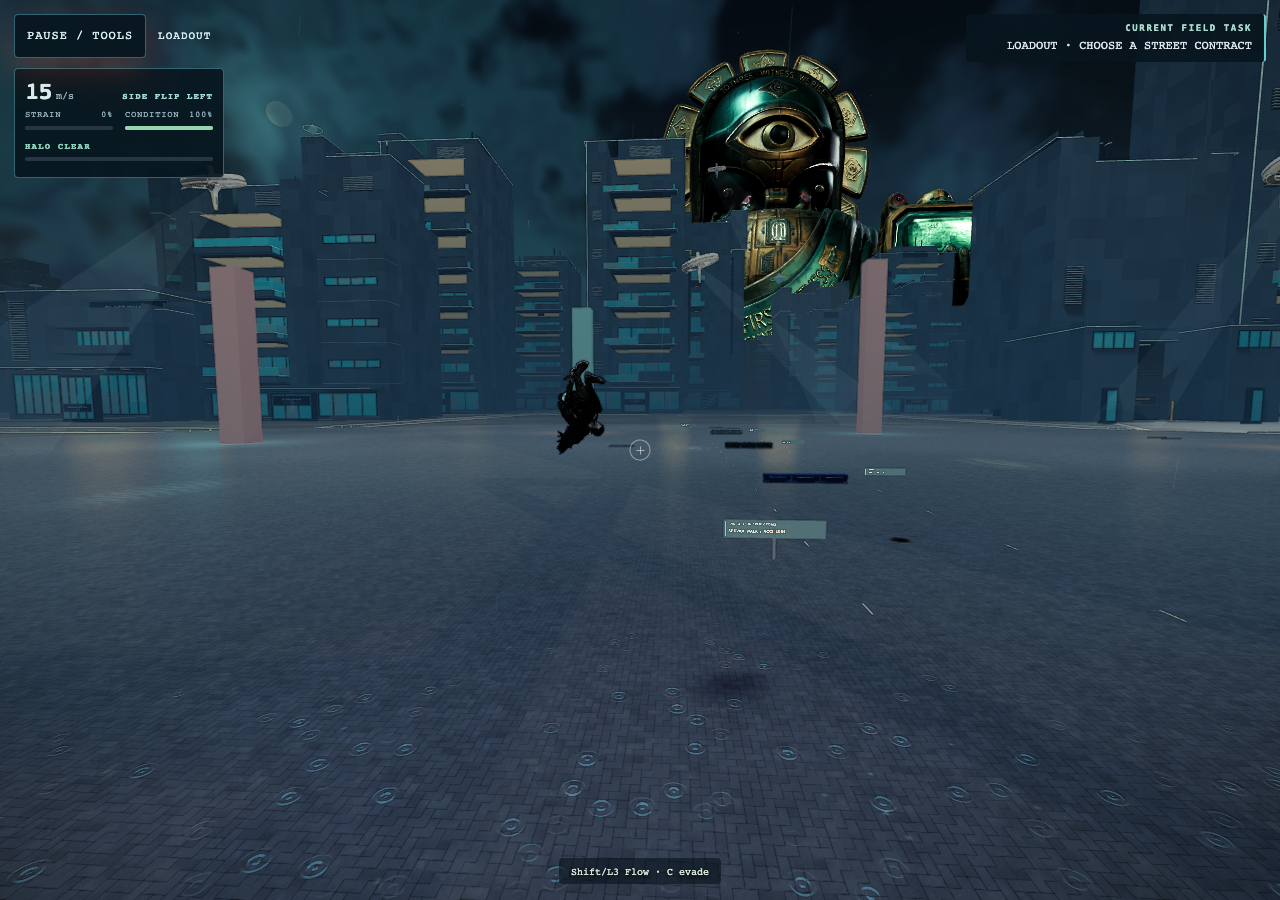 PAUSE / TOOLS
LOADOUT
15 m/s
SIDE FLIP LEFT
STRAIN 0%
CONDITION 100%
HALO CLEAR
CURRENT FIELD TASK
LOADOUT · CHOOSE A STREET CONTRACT
WITNESS
Shift/L3 Flow · C evade